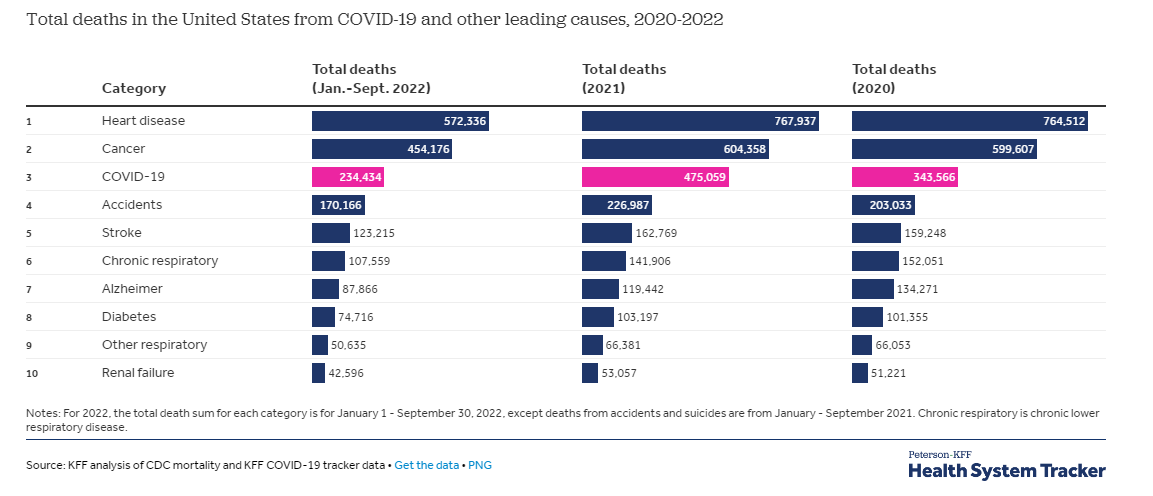 Total deaths in the United States from COVID-19 and other leading causes, 2020-2022
Total deaths Total deaths Total deaths
Category (Jan.-Sept. 2022) (2021) (2020)
1 Heart disease 572,336 767,937 764,512
2 Cancer 454,176 604,358 599,607
3 COVID-19 234,434 475,059 343,566
4 Accidents 170,166 226,987 203,033
5 Stroke 123,215 162,769 159,248
6 Chronic respiratory 107,559 141,906 152,051
7 Alzheimer 87,866 119,442 134,271
8 Diabetes 74,716 103,197 101,355
9 Other respiratory 50,635 66,381 66,053
10 Renal failure 42,596 53,057 51,221
Notes: For 2022, the total death sum for each category is for January 1 - September 30, 2022, except deaths from accidents and suicides are from January - September 2021. Chronic respiratory is chronic lower
respiratory disease.
Source: KFF analysis of CDC mortality and KFF COVID-19 tracker data • Get the data • PNG
Peterson-KFF
Health System Tracker